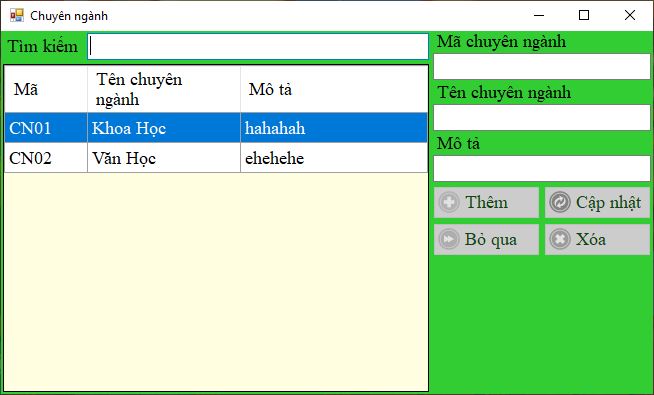 Chuyên ngành
Tìm kiếm
Mã
Tên chuyên
ngành
Mô tả
CN01
Khoa Học
hahahah
CN02
Văn Học
ehehehe
Mã chuyên ngành
Tên chuyên ngành
Mô tả
Thêm
Cập nhật
Bỏ qua
Xóa